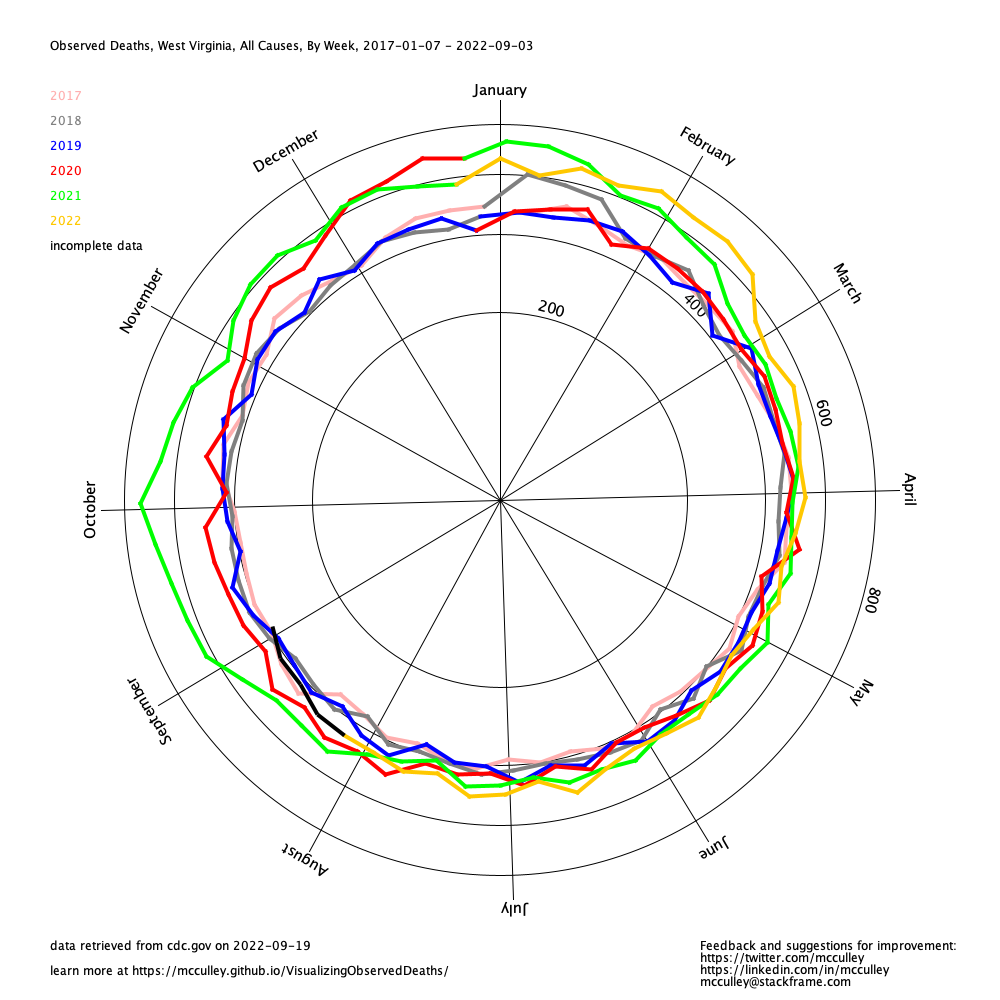 Observed Deaths, West Virginia, All Causes, By Week, 2017-01-07 - 2022-09-03
January
2017
2018
2019
2020
2021
2022
incomplete data
December
February
November
March
200
400
600
October
April
800
September
May
August
June
July
data retrieved from cdc.gov on 2022-09-19
learn more at https://mcculley.github.io/VisualizingObservedDeaths/
Feedback and suggestions for improvement:
https://twitter.com/mcculley
https://linkedin.com/in/mcculley
mcculley@stackframe.com